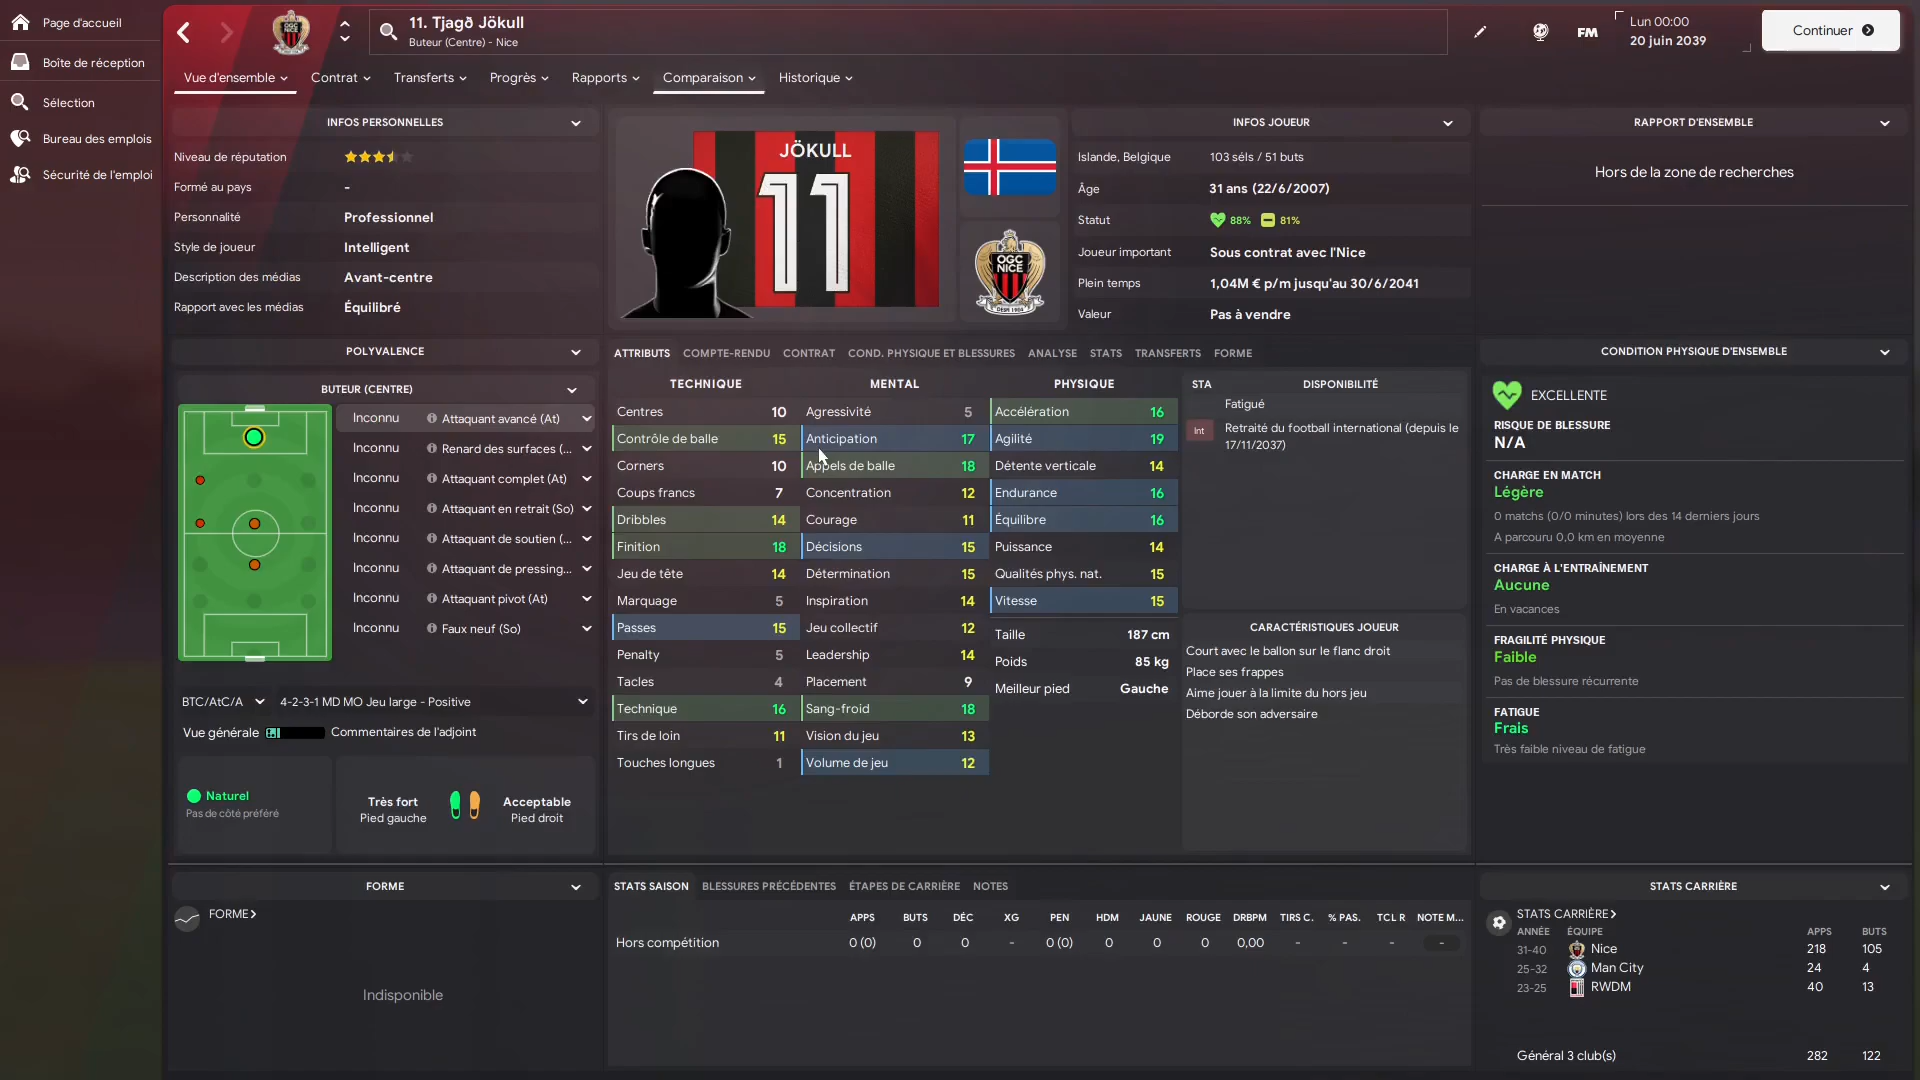 Page d'accueil
Boîte de réception
Sélection
Bureau des emplois
Sécurité de l'emploi
11. Tjagð Jökull
Buteur (Centre) - Nice
FM
Lun 00:00
20 juin 2039
Continuer
Vue d'ensemble
Contrat
Transferts
Progrès
Rapports
Comparaison
Historique
INFOS PERSONNELLES
Niveau de réputation
Formé au pays -
Personnalité Professionnel
Style de joueur Intelligent
Description des médias Avant-centre
Rapport avec les médias Équilibré
JÖKULL
11
OGC
NICE
INFOS JOUEUR
Islande, Belgique 103 séls / 51 buts
Âge 31 ans (22/6/2007)
Statut 88% 81%
Joueur important Sous contrat avec l'Nice
Plein temps 1,04M € p/m jusqu'au 30/6/2041
Valeur Pas à vendre
RAPPORT D'ENSEMBLE
Hors de la zone de recherches
POLYVALENCE
BUTEUR (CENTRE)
Inconnu Attaquant avancé (At)
Inconnu Renard des surfaces (...
Inconnu Attaquant complet (At)
Inconnu Attaquant en retrait (So)
Inconnu Attaquant de soutien (...
Inconnu Attaquant de pressing...
Inconnu Attaquant pivot (At)
Inconnu Faux neuf (So)
BTC/AtC/A 4-2-3-1 MD MO Jeu large - Positive
Vue générale Commentaires de l'adjoint
Naturel
Pas de côté préféré
Très fort
Pied gauche
Acceptable
Pied droit
ATTRIBUTS COMPTE-RENDU CONTRAT COND. PHYSIQUE ET BLESSURES ANALYSE STATS TRANSFERTS FORME
TECHNIQUE
Centres 10
Contrôle de balle 15
Corners 10
Coups francs 7
Dribbles 14
Finition 18
Jeu de tête 14
Marquage 5
Passes 15
Penalty 5
Tacles 4
Technique 16
Tirs de loin 11
Touches longues 1
MENTAL
Agressivité 5
Anticipation 17
Appels de balle 18
Concentration 12
Courage 11
Décisions 15
Détermination 15
Inspiration 14
Jeu collectif 12
Leadership 14
Placement 9
Sang-froid 18
Vision du jeu 13
Volume de jeu 12
PHYSIQUE
Accélération 16
Agilité 19
Détente verticale 14
Endurance 16
Équilibre 16
Puissance 14
Qualités phys. nat. 15
Vitesse 15
Taille 187 cm
Poids 85 kg
Meilleur pied Gauche
STA DISPONIBILITÉ
Fatigué
Int Retraité du football international (depuis le
17/11/2037)
CARACTÉRISTIQUES JOUEUR
Court avec le ballon sur le flanc droit
Place ses frappes
Aime jouer à la limite du hors jeu
Déborde son adversaire
CONDITION PHYSIQUE D'ENSEMBLE
EXCELLENTE
RISQUE DE BLESSURE
N/A
CHARGE EN MATCH
Légère
0 matchs (0/0 minutes) lors des 14 derniers jours
A parcouru 0,0 km en moyenne
CHARGE À L'ENTRAÎNEMENT
Aucune
En vacances
FRAGILITÉ PHYSIQUE
Faible
Pas de blessure récurrente
FATIGUE
Frais
Très faible niveau de fatigue
FORME
FORME
Indisponible
STATS SAISON BLESSURES PRÉCÉDENTES ÉTAPES DE CARRIÈRE NOTES
APPS BUTS DÉC XG PEN HDM JAUNE ROUGE DRBPM TIRS C. % PAS. TCL R NOTE M...
Hors compétition 0 (0) 0 0 - 0 (0) 0 0 0 0,00 - - - -
STATS CARRIÈRE
STATS CARRIÈRE
ANNÉE ÉQUIPE APPS BUTS
31-40 Nice 218 105
25-32 Man City 24 4
23-25 RWDM 40 13
Général 3 club(s) 282 122